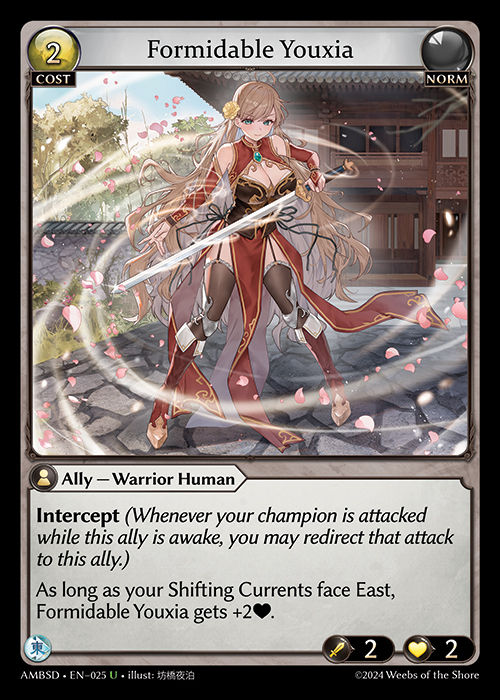 2
Formidable Youxia
COST
NORM
Ally — Warrior Human
Intercept (Whenever your champion is attacked
while this ally is awake, you may redirect that attack
to this ally.)
As long as your Shifting Currents face East,
Formidable Youxia gets +2♥.
東
2
2
AMBSD • EN-025 U • illust: 坊橋夜泊
©2024 Weebs of the Shore